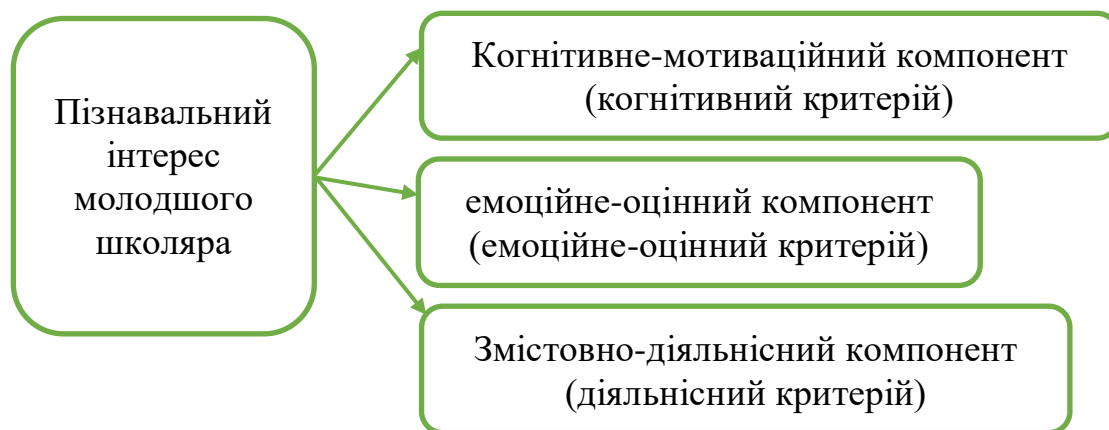 Пізнавальний
інтерес
молодшого
школяра
Когнітивне-мотиваційний компонент
(когнітивний критерій)
емоційне-оцінний компонент
(емоційне-оцінний критерій)
Змістовно-діяльнісний компонент
(діяльнісний критерій)